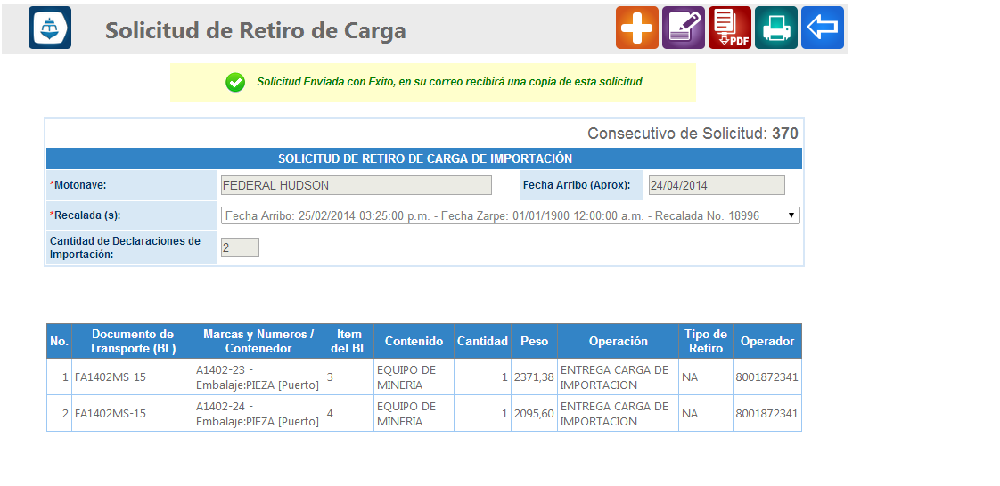 Solicitud de Retiro de Carga
PDF
Solicitud Enviada con Exito, en su correo recibirá una copia de esta solicitud
Consecutivo de Solicitud: 370
SOLICITUD DE RETIRO DE CARGA DE IMPORTACIÓN
*Motonave: FEDERAL HUDSON Fecha Arribo (Aprox): 24/04/2014
*Recalada (s): Fecha Arribo: 25/02/2014 03:25:00 p.m. - Fecha Zarpe: 01/01/1900 12:00:00 a.m. - Recalada No. 18996
Cantidad de Declaraciones de
Importación: 2
No. Documento de Transporte (BL) Marcas y Numeros / Contenedor Item del BL Contenido Cantidad Peso Operación Tipo de Retiro Operador
1 FA1402MS-15 A1402-23 - Embalaje:PIEZA [Puerto] 3 EQUIPO DE MINERIA 1 2371,38 ENTREGA CARGA DE IMPORTACION NA 8001872341
2 FA1402MS-15 A1402-24 - Embalaje:PIEZA [Puerto] 4 EQUIPO DE MINERIA 1 2095,60 ENTREGA CARGA DE IMPORTACION NA 8001872341